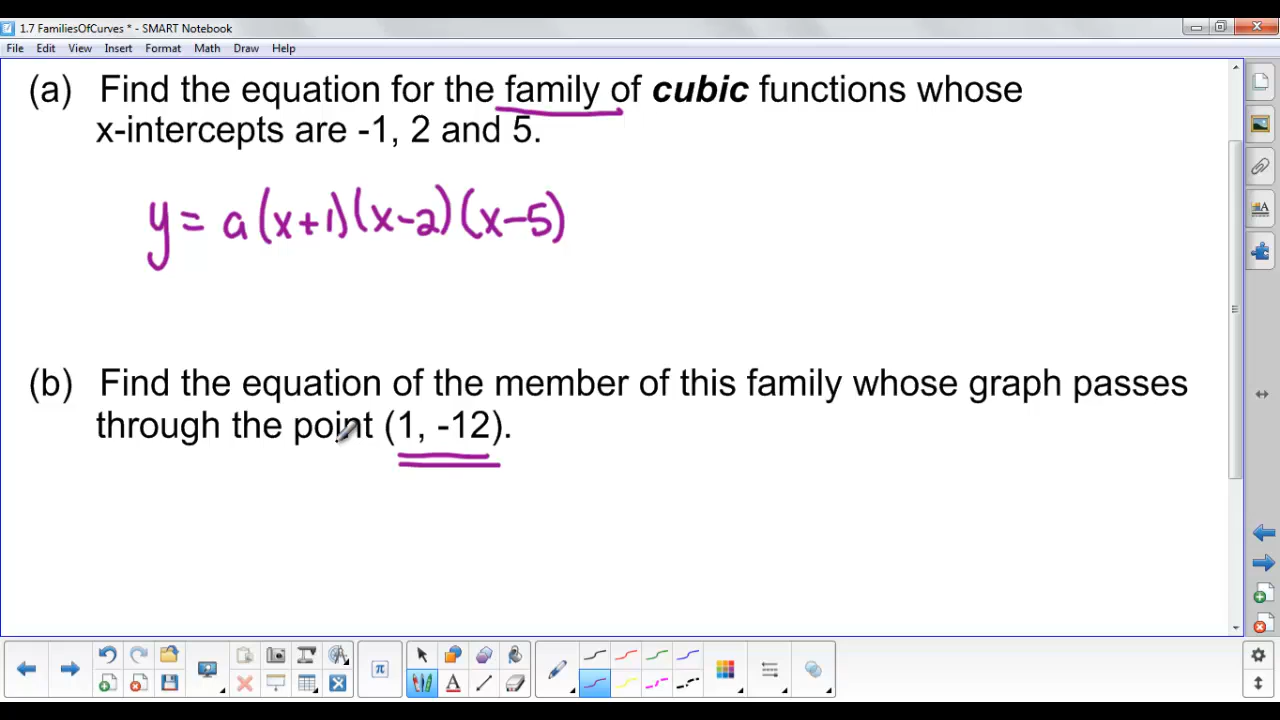 1.7 FamiliesOfCurves * - SMART Notebook
File Edit View Insert Format Math Draw Help
(a) Find the equation for the family of cubic functions whose
x-intercepts are -1, 2 and 5.
y = a(x+1)(x-2)(x-5)
(b) Find the equation of the member of this family whose graph passes
through the point (1, -12).